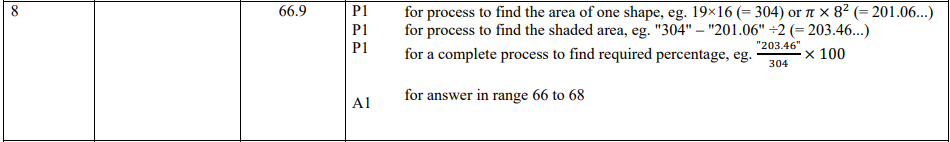 8 66.9 P1 for process to find the area of one shape, eg. 19×16 (= 304) or π × 8² (= 201.06...)
P1 for process to find the shaded area, eg. "304" – "201.06" ÷2 (= 203.46...)
P1 for a complete process to find required percentage, eg. "203.46"/304 × 100
A1 for answer in range 66 to 68